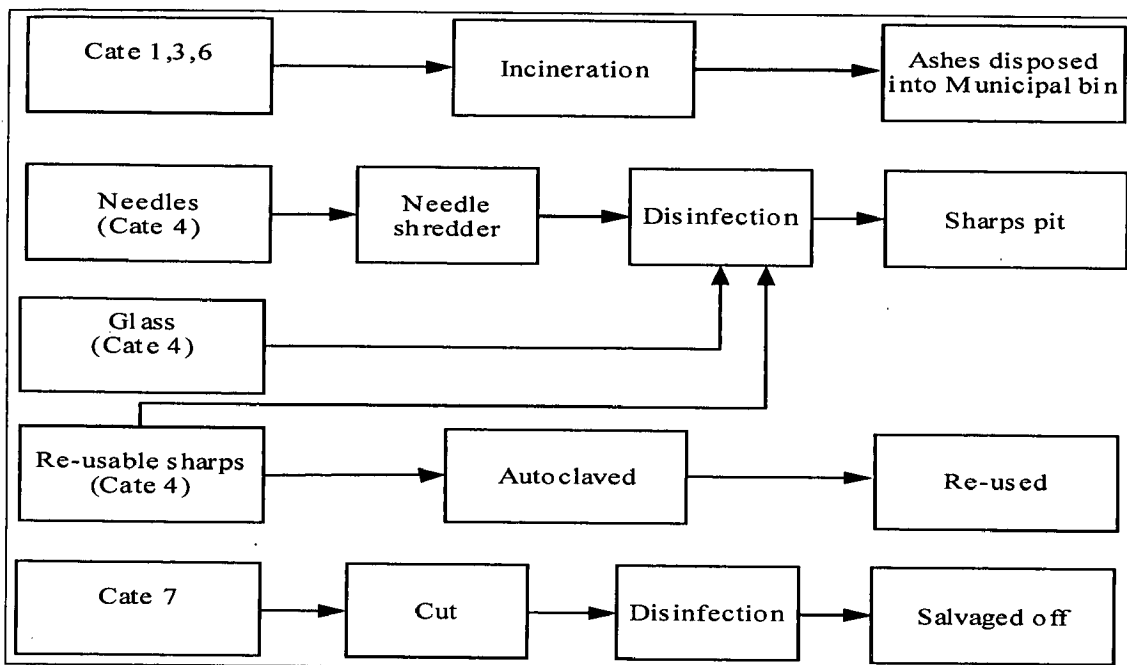 Cate 1,3,6
Incineration
Ashes disposed
into Municipal bin
Needles
(Cate 4)
Needle
shredder
Disinfection
Sharps pit
Glass
(Cate 4)
Re-usable sharps
(Cate 4)
Autoclaved
Re-used
Cate 7
Cut
Disinfection
Salvaged off